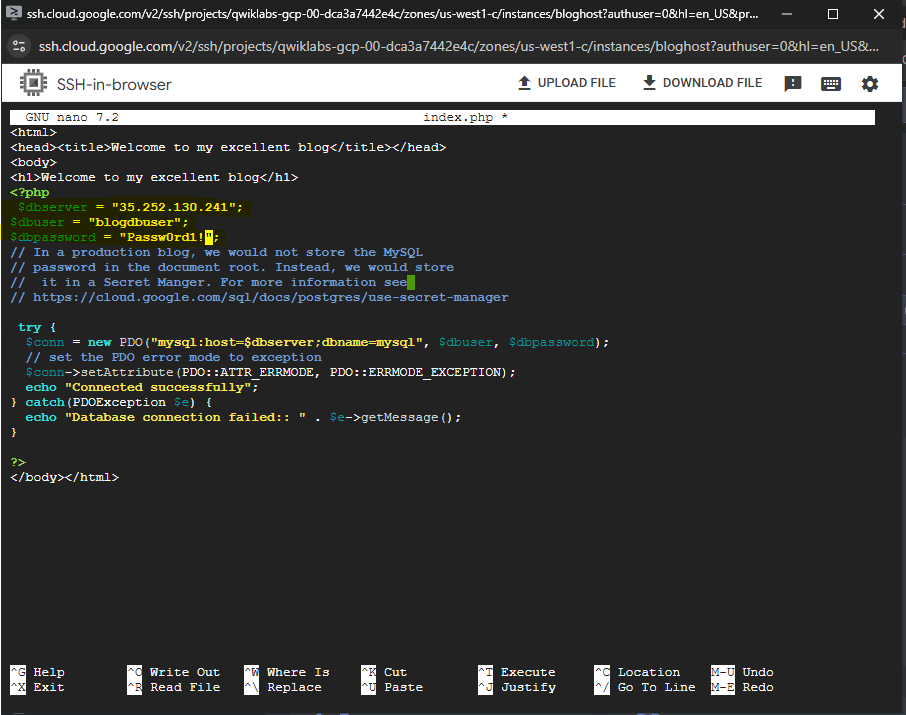 ssh.cloud.google.com/v2/ssh/projects/qwiklabs-gcp-00-dca3a7442e4c/zones/us-west1-c/instances/bloghost?authuser=0&hl=en_US&pr...
ssh.cloud.google.com/v2/ssh/projects/qwiklabs-gcp-00-dca3a7442e4c/zones/us-west1-c/instances/bloghost?authuser=0&hl=en_US&...
SSH-in-browser UPLOAD FILE DOWNLOAD FILE
GNU nano 7.2 index.php *
<html>
<head><title>Welcome to my excellent blog</title></head>
<body>
<h1>Welcome to my excellent blog</h1>
<?php
$dbserver = "35.252.130.241";
$dbuser = "blogdbuser";
$dbpassword = "Passw0rd1!";
// In a production blog, we would not store the MySQL
// password in the document root. Instead, we would store
//  it in a Secret Manger. For more information see
// https://cloud.google.com/sql/docs/postgres/use-secret-manager
try {
$conn = new PDO("mysql:host=$dbserver;dbname=mysql", $dbuser, $dbpassword);
// set the PDO error mode to exception
$conn->setAttribute(PDO::ATTR_ERRMODE, PDO::ERRMODE_EXCEPTION);
echo "Connected successfully";
} catch(PDOException $e) {
echo "Database connection failed:: " . $e->getMessage();
}
?>
</body></html>
^G Help ^O Write Out ^W Where Is ^K Cut ^T Execute ^C Location M-U Undo
^X Exit ^R Read File ^\ Replace ^U Paste ^J Justify ^/ Go To Line M-E Redo